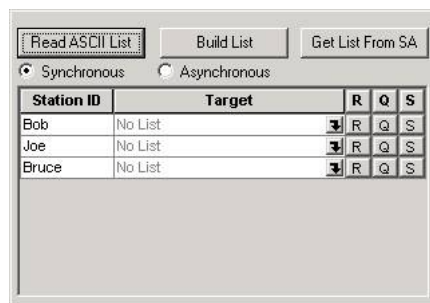 Read ASCII List Build List Get List From SA
Synchronous Asynchronous
Station ID Target R Q S
Bob No List R Q S
Joe No List R Q S
Bruce No List R Q S